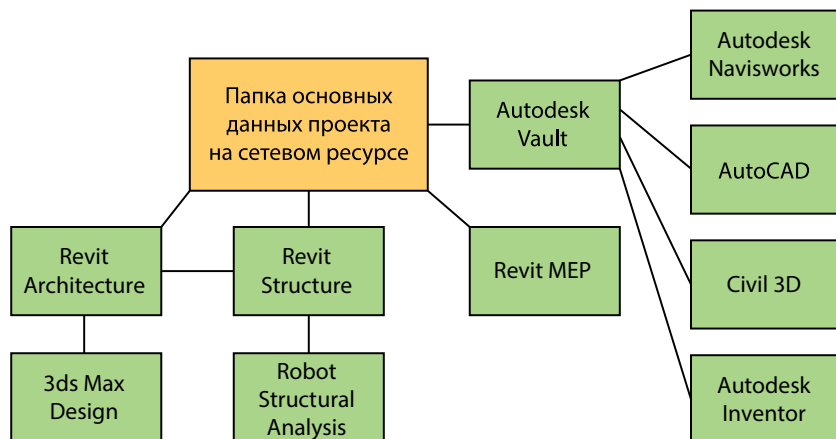 Autodesk
Navisworks
Папка основных
данных проекта
на сетевом ресурсе
Autodesk
Vault
AutoCAD
Revit
Architecture
Revit
Structure
Revit MEP
Civil 3D
3ds Max
Design
Robot
Structural
Analysis
Autodesk
Inventor